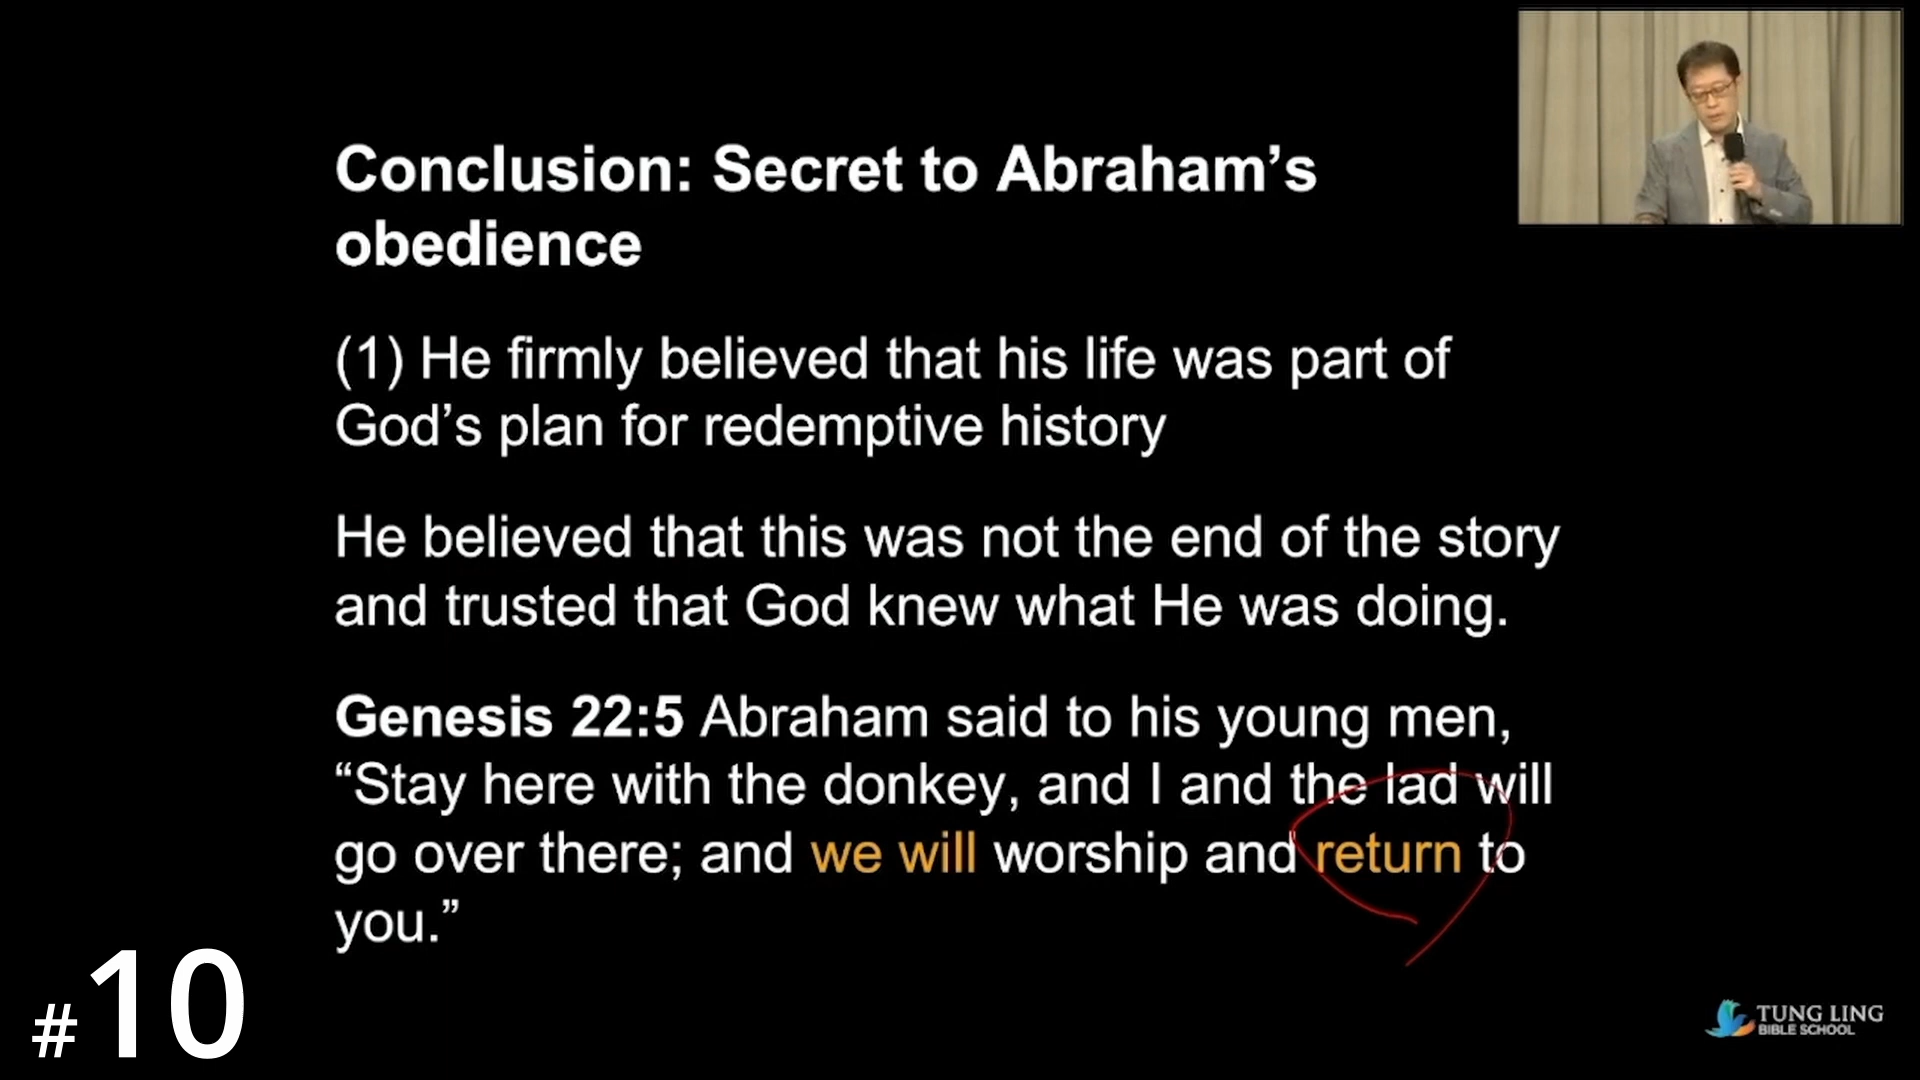 Conclusion: Secret to Abraham’s
obedience
(1) He firmly believed that his life was part of
God’s plan for redemptive history
He believed that this was not the end of the story
and trusted that God knew what He was doing.
Genesis 22:5 Abraham said to his young men,
“Stay here with the donkey, and I and the lad will
go over there; and we will worship and return to
you.”
#10
TUNG LING
BIBLE SCHOOL